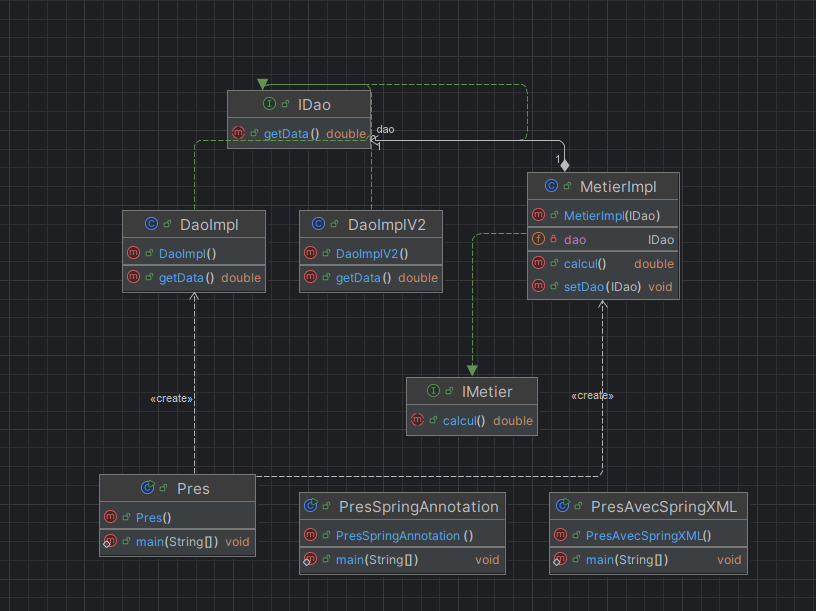 IDao
getData() double
dao
1
1
MetierImpl
MetierImpl(IDao)
dao IDao
calcul() double
setDao(IDao) void
DaoImpl
DaoImpl()
getData() double
DaoImplV2
DaoImplV2()
getData() double
IMetier
calcul() double
«create»
«create»
Pres
Pres()
main(String[]) void
PresSpringAnnotation
PresSpringAnnotation ()
main(String[]) void
PresAvecSpringXML
PresAvecSpringXML()
main(String[]) void